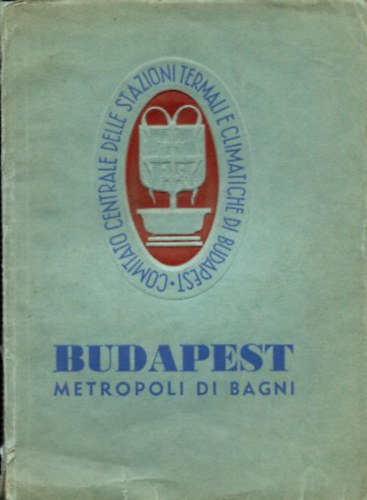 COMITATO CENTRALE DELLE STAZIONI TERMALI E CLIMATICHE DI BUDAPEST •
BUDAPEST
METROPOLI DI BAGNI